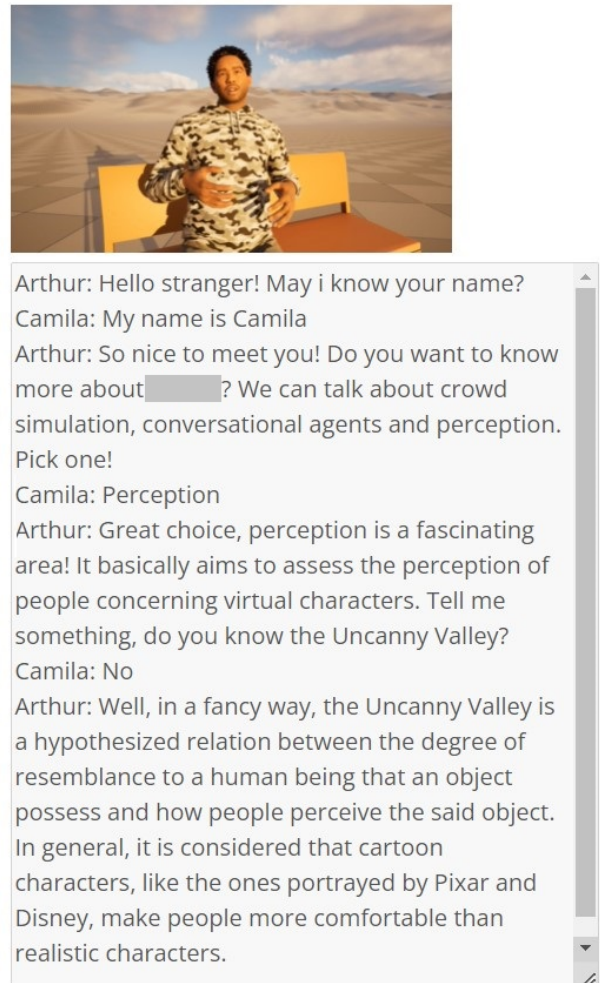 Arthur: Hello stranger! May i know your name?
Camila: My name is Camila
Arthur: So nice to meet you! Do you want to know
more about ? We can talk about crowd
simulation, conversational agents and perception.
Pick one!
Camila: Perception
Arthur: Great choice, perception is a fascinating
area! It basically aims to assess the perception of
people concerning virtual characters. Tell me
something, do you know the Uncanny Valley?
Camila: No
Arthur: Well, in a fancy way, the Uncanny Valley is
a hypothesized relation between the degree of
resemblance to a human being that an object
possess and how people perceive the said object.
In general, it is considered that cartoon
characters, like the ones portrayed by Pixar and
Disney, make people more comfortable than
realistic characters.